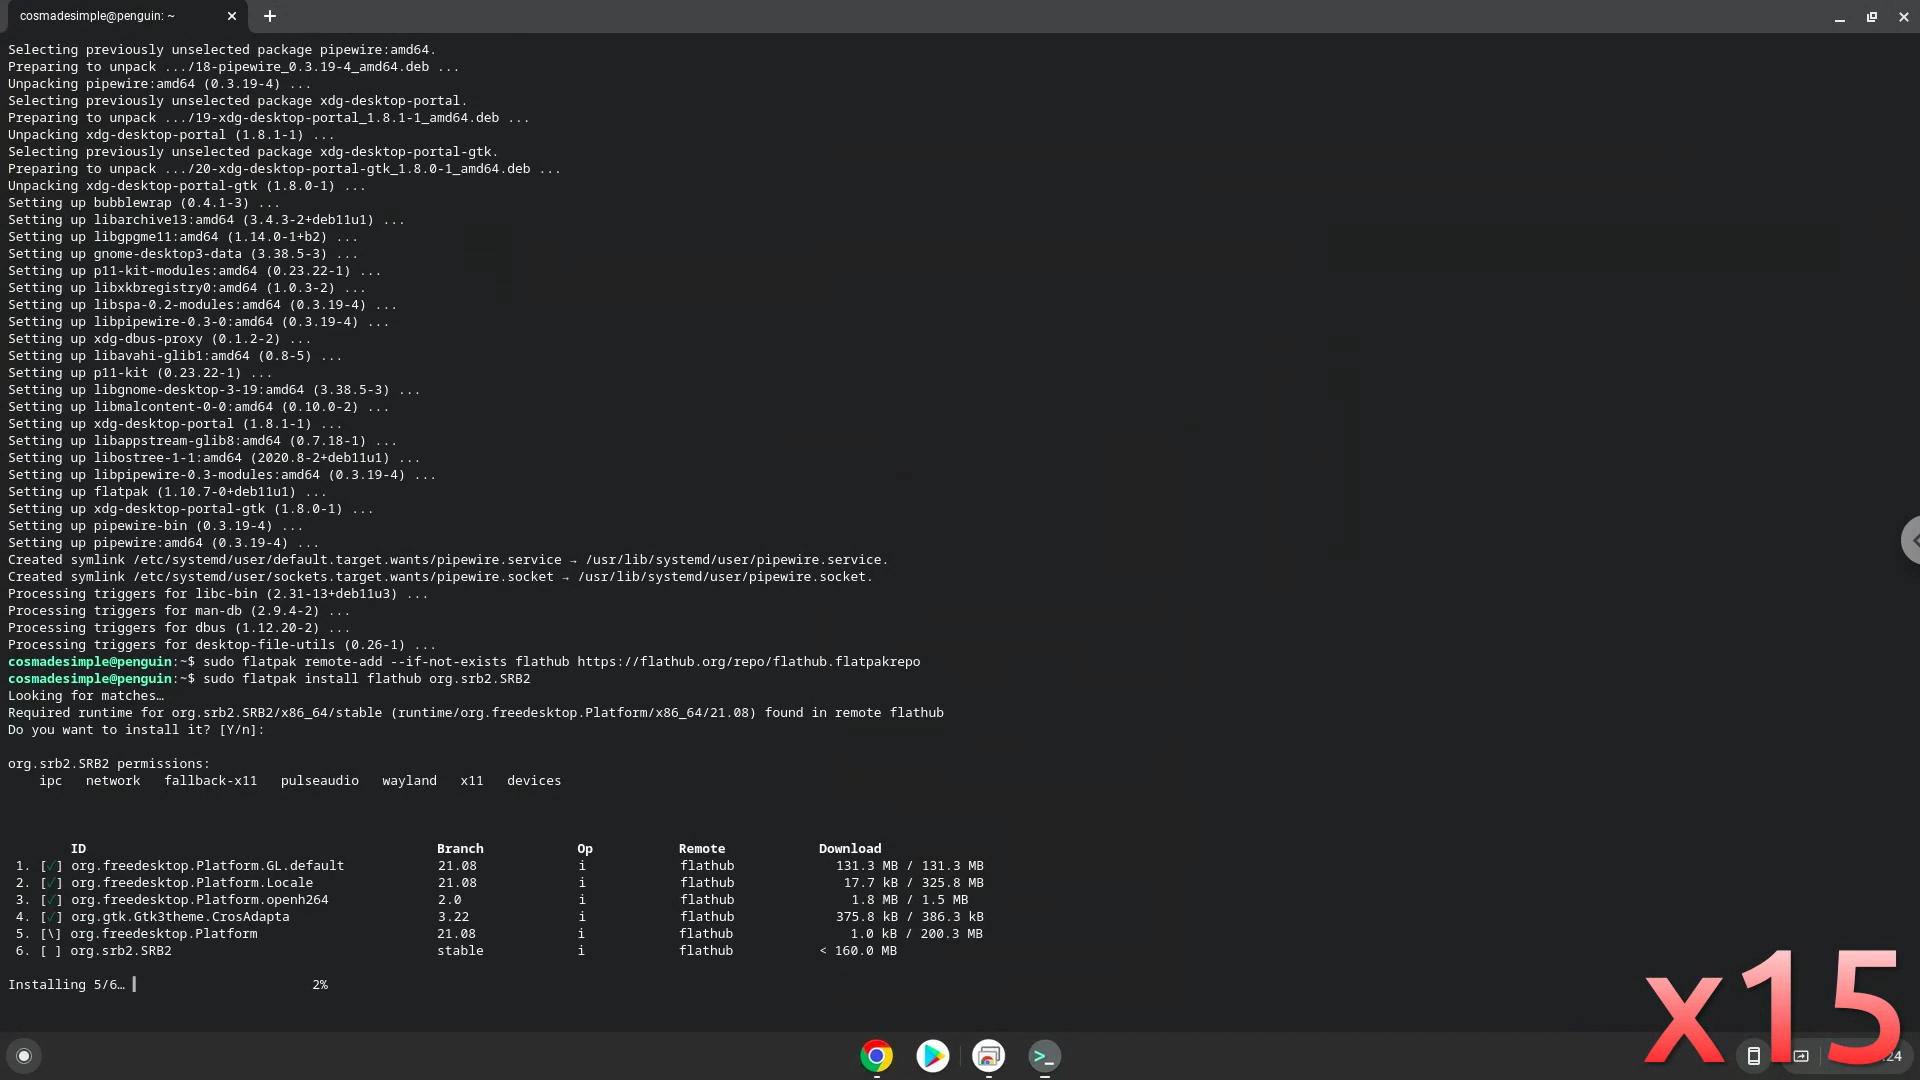 cosmadesimple@penguin: ~
Selecting previously unselected package pipewire:amd64.
Preparing to unpack .../18-pipewire_0.3.19-4_amd64.deb ...
Unpacking pipewire:amd64 (0.3.19-4) ...
Selecting previously unselected package xdg-desktop-portal.
Preparing to unpack .../19-xdg-desktop-portal_1.8.1-1_amd64.deb ...
Unpacking xdg-desktop-portal (1.8.1-1) ...
Selecting previously unselected package xdg-desktop-portal-gtk.
Preparing to unpack .../20-xdg-desktop-portal-gtk_1.8.0-1_amd64.deb ...
Unpacking xdg-desktop-portal-gtk (1.8.0-1) ...
Setting up bubblewrap (0.4.1-3) ...
Setting up libarchive13:amd64 (3.4.3-2+deb11u1) ...
Setting up libgpgme11:amd64 (1.14.0-1+b2) ...
Setting up gnome-desktop3-data (3.38.5-3) ...
Setting up p11-kit-modules:amd64 (0.23.22-1) ...
Setting up libxkbregistry0:amd64 (1.0.3-2) ...
Setting up libspa-0.2-modules:amd64 (0.3.19-4) ...
Setting up libpipewire-0.3-0:amd64 (0.3.19-4) ...
Setting up xdg-dbus-proxy (0.1.2-2) ...
Setting up libavahi-glib1:amd64 (0.8-5) ...
Setting up p11-kit (0.23.22-1) ...
Setting up libgnome-desktop-3-19:amd64 (3.38.5-3) ...
Setting up libmalcontent-0-0:amd64 (0.10.0-2) ...
Setting up xdg-desktop-portal (1.8.1-1) ...
Setting up libappstream-glib8:amd64 (0.7.18-1) ...
Setting up libostree-1-1:amd64 (2020.8-2+deb11u1) ...
Setting up libpipewire-0.3-modules:amd64 (0.3.19-4) ...
Setting up flatpak (1.10.7-0+deb11u1) ...
Setting up xdg-desktop-portal-gtk (1.8.0-1) ...
Setting up pipewire-bin (0.3.19-4) ...
Setting up pipewire:amd64 (0.3.19-4) ...
Created symlink /etc/systemd/user/default.target.wants/pipewire.service → /usr/lib/systemd/user/pipewire.service.
Created symlink /etc/systemd/user/sockets.target.wants/pipewire.socket → /usr/lib/systemd/user/pipewire.socket.
Processing triggers for libc-bin (2.31-13+deb11u3) ...
Processing triggers for man-db (2.9.4-2) ...
Processing triggers for dbus (1.12.20-2) ...
Processing triggers for desktop-file-utils (0.26-1) ...
cosmadesimple@penguin:~$ sudo flatpak remote-add --if-not-exists flathub https://flathub.org/repo/flathub.flatpakrepo
cosmadesimple@penguin:~$ sudo flatpak install flathub org.srb2.SRB2
Looking for matches…
Required runtime for org.srb2.SRB2/x86_64/stable (runtime/org.freedesktop.Platform/x86_64/21.08) found in remote flathub
Do you want to install it? [Y/n]:
org.srb2.SRB2 permissions:
ipc network fallback-x11 pulseaudio wayland x11 devices
ID Branch Op Remote Download
1. [✓] org.freedesktop.Platform.GL.default 21.08 i flathub 131.3 MB / 131.3 MB
2. [✓] org.freedesktop.Platform.Locale 21.08 i flathub 17.7 kB / 325.8 MB
3. [✓] org.freedesktop.Platform.openh264 2.0 i flathub 1.8 MB / 1.5 MB
4. [✓] org.gtk.Gtk3theme.CrosAdapta 3.22 i flathub 375.8 kB / 386.3 kB
5. [\] org.freedesktop.Platform 21.08 i flathub 1.0 kB / 200.3 MB
6. [ ] org.srb2.SRB2 stable i flathub < 160.0 MB
Installing 5/6… 2%
x15
24